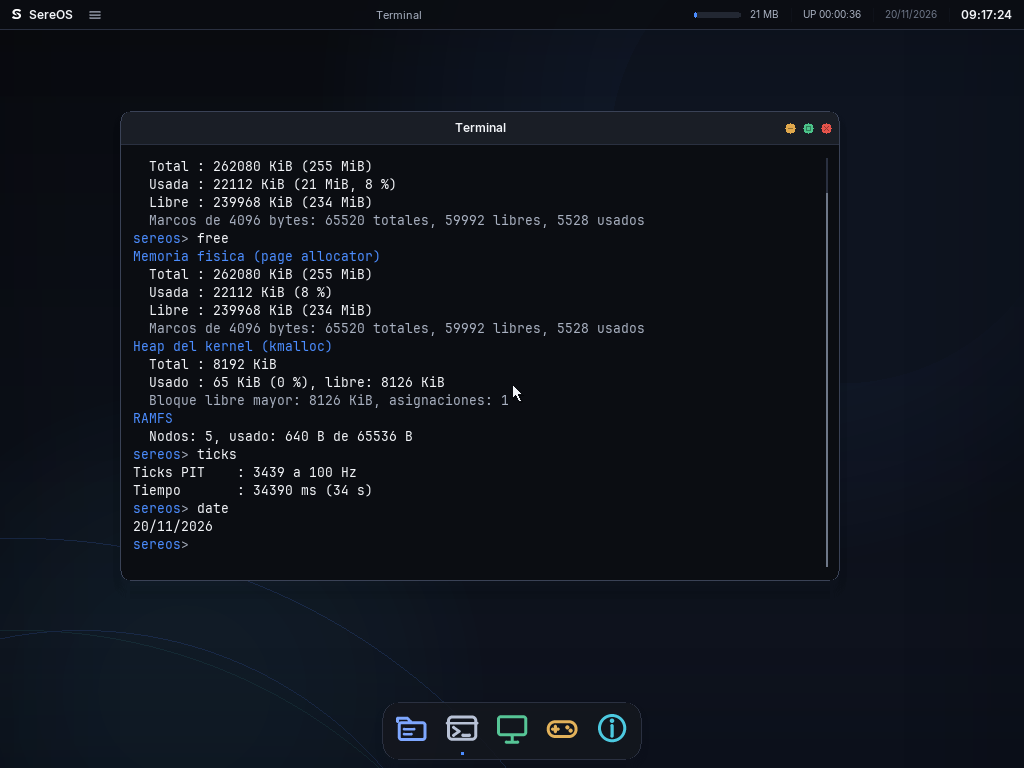 SereOS
Terminal
21 MB
UP 00:00:36
20/11/2026
09:17:24
Terminal
Total : 262080 KiB (255 MiB)
Usada : 22112 KiB (21 MiB, 8 %)
Libre : 239968 KiB (234 MiB)
Marcos de 4096 bytes: 65520 totales, 59992 libres, 5528 usados
sereos> free
Memoria fisica (page allocator)
Total : 262080 KiB (255 MiB)
Usada : 22112 KiB (8 %)
Libre : 239968 KiB (234 MiB)
Marcos de 4096 bytes: 65520 totales, 59992 libres, 5528 usados
Heap del kernel (kmalloc)
Total : 8192 KiB
Usado : 65 KiB (0 %), libre: 8126 KiB
Bloque libre mayor: 8126 KiB, asignaciones: 1
RAMFS
Nodos: 5, usado: 640 B de 65536 B
sereos> ticks
Ticks PIT    : 3439 a 100 Hz
Tiempo       : 34390 ms (34 s)
sereos> date
20/11/2026
sereos>